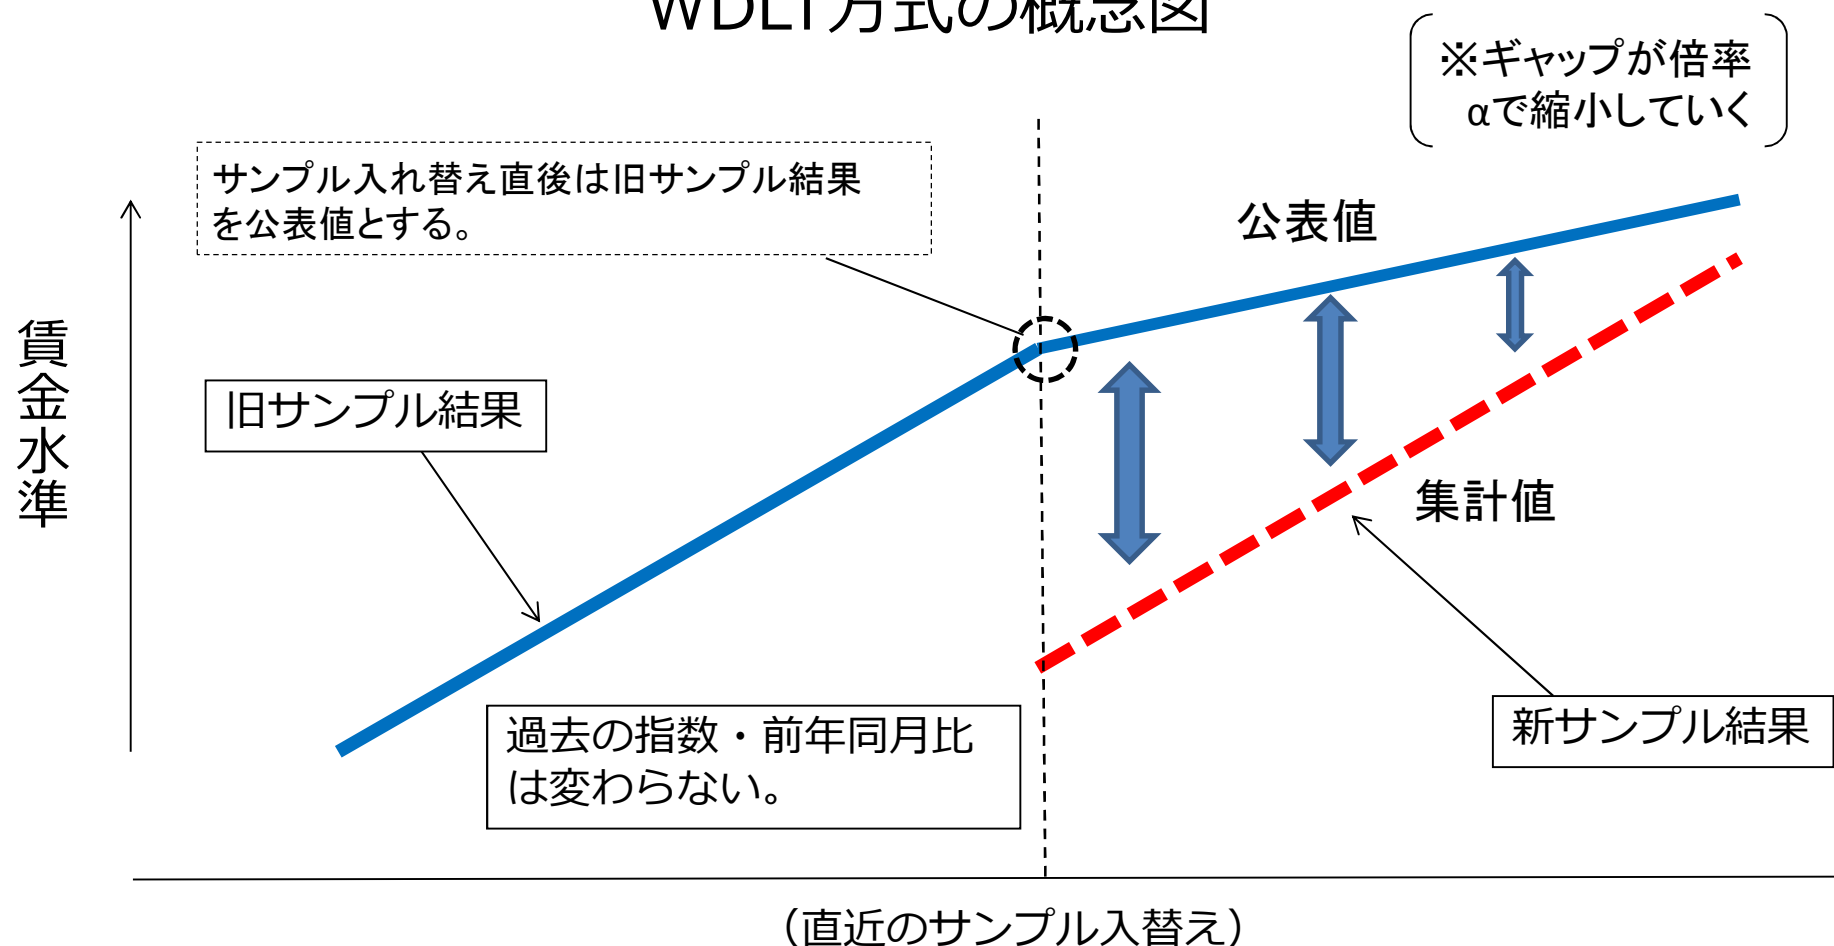 WDLT方式の概念図
※ギャップが倍率
αで縮小していく
サンプル入れ替え直後は旧サンプル結果
を公表値とする。
公表値
賃金水準
旧サンプル結果
集計値
過去の指数・前年同月比
は変わらない。
新サンプル結果
（直近のサンプル入替え）